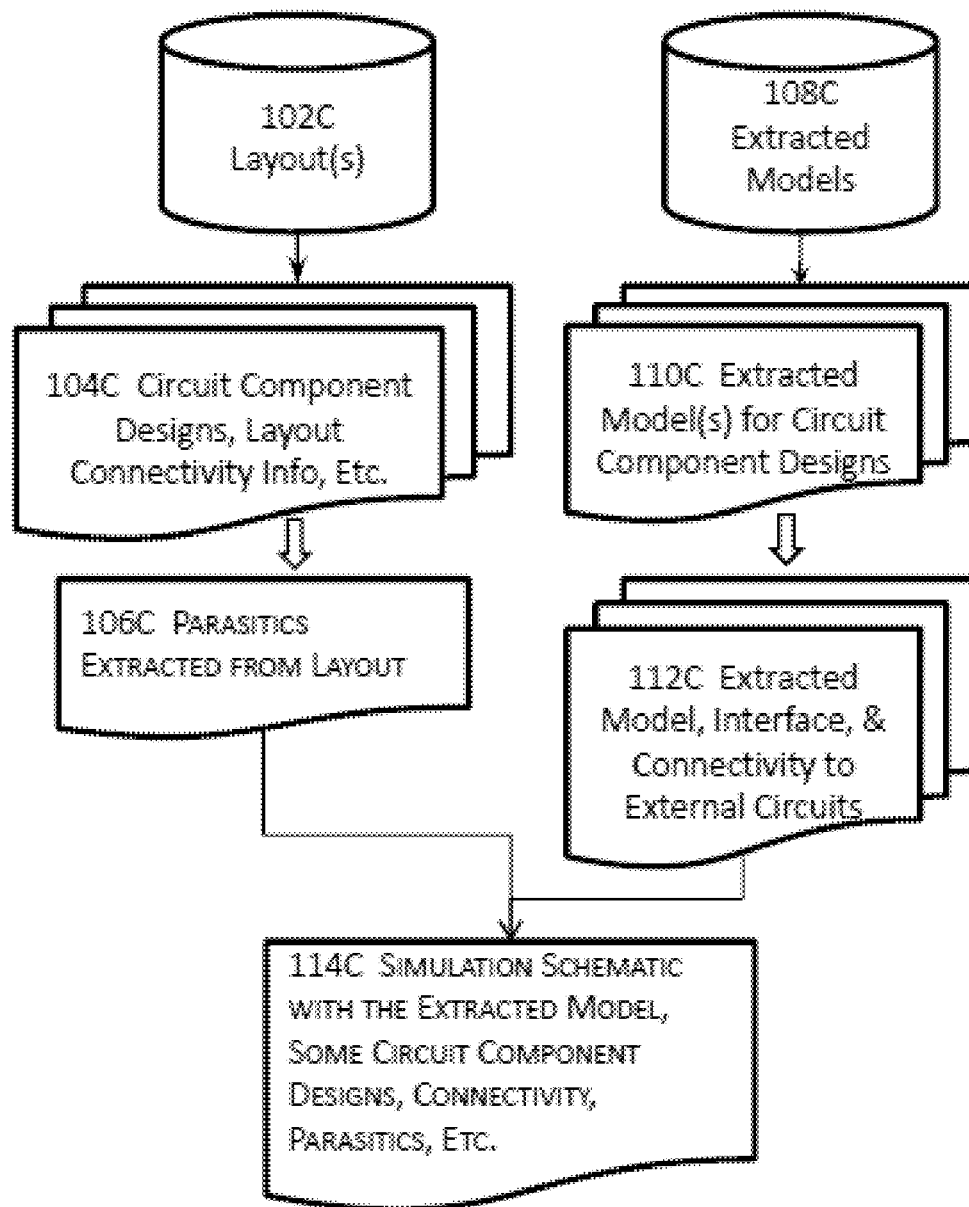 102C
Layout(s)
108C
Extracted
Models
104C Circuit Component
Designs, Layout
Connectivity Info, Etc.
110C Extracted
Model(s) for Circuit
Component Designs
106C PARASITICS
EXTRACTED FROM LAYOUT
112C Extracted
Model, Interface, &
Connectivity to
External Circuits
114C SIMULATION SCHEMATIC
WITH THE EXTRACTED MODEL,
SOME CIRCUIT COMPONENT
DESIGNS, CONNECTIVITY,
PARASITICS, ETC.